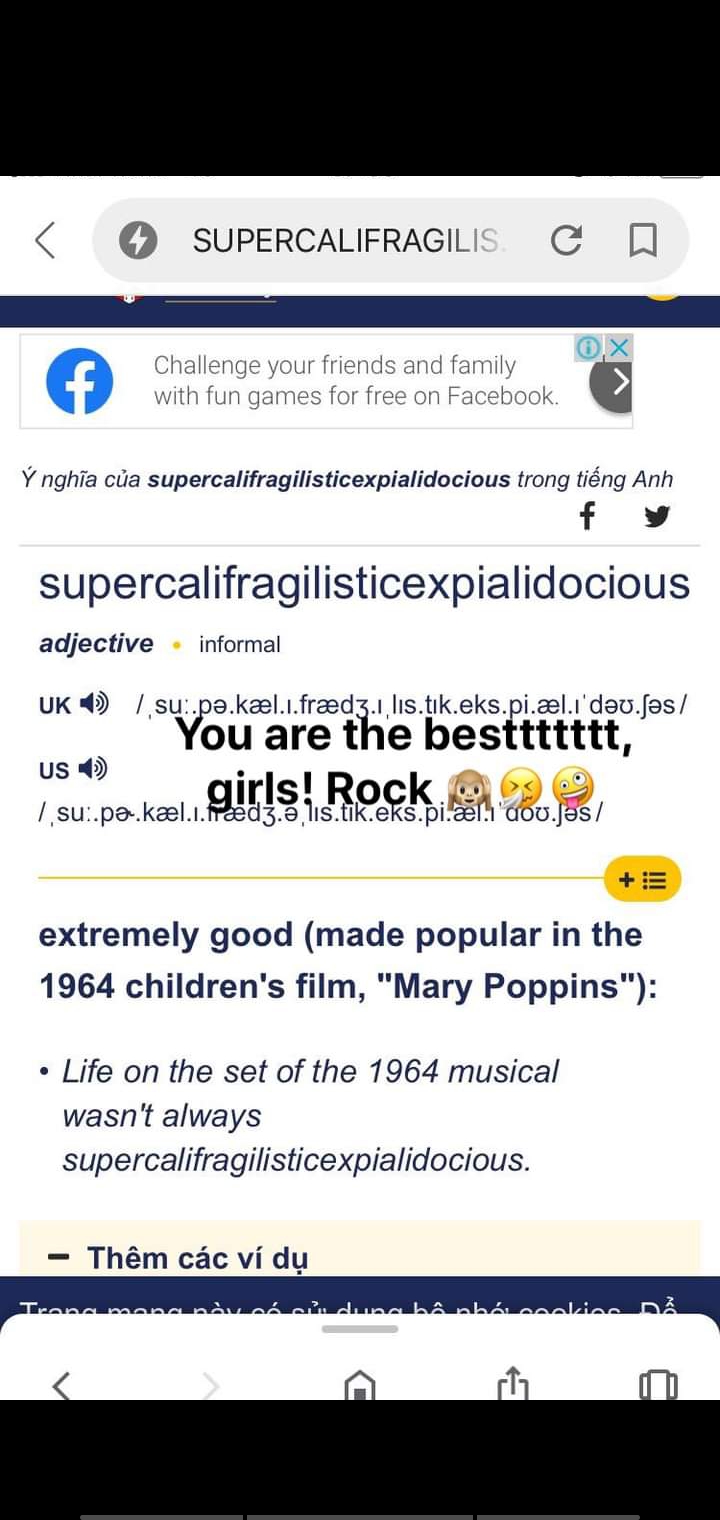 SUPERCALIFRAGILIS
Challenge your friends and family
with fun games for free on Facebook.
Ý nghĩa của supercalifragilisticexpialidocious trong tiếng Anh
supercalifragilisticexpialidocious
adjective • informal
UK /ˌsuː.pə.kæl.ɪ.frædʒ.ɪˌlɪs.tɪk.eks.pi.æl.ɪˈdəʊ.ʃəs/
You are the besttttttt,
US
girls! Rock 🙊🤧🤪
/ˌsuː.pɚ.kæl.ɪ.frædʒ.əˌlɪs.tɪk.eks.pi.æl.ɪˈdoʊ.ʃəs/
extremely good (made popular in the
1964 children's film, "Mary Poppins"):
• Life on the set of the 1964 musical
wasn't always
supercalifragilisticexpialidocious.
– Thêm các ví dụ
Trang mạng này có sử dụng bộ nhớ cookies. Để